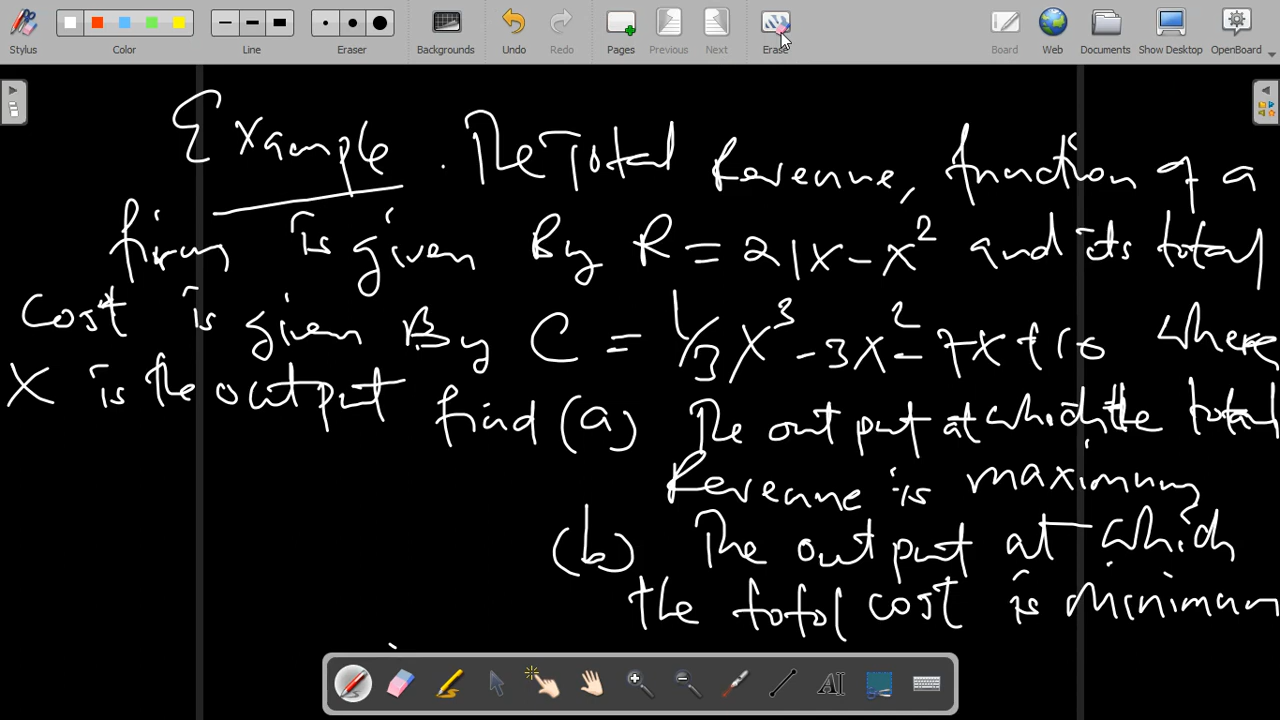 Stylus Color Line Eraser Backgrounds Undo Redo Pages Previous Next Erase Board Web Documents Show Desktop OpenBoard
Example. The Total Revenue, function of a
firm is given By R = 21x - x² and its total
cost is given By C = 1/3x³ - 3x² - 7x + 10 where
X is the output find (a) The output at which the total
Revenue is maximum
(b) The output at which
the total cost is minimum
AI